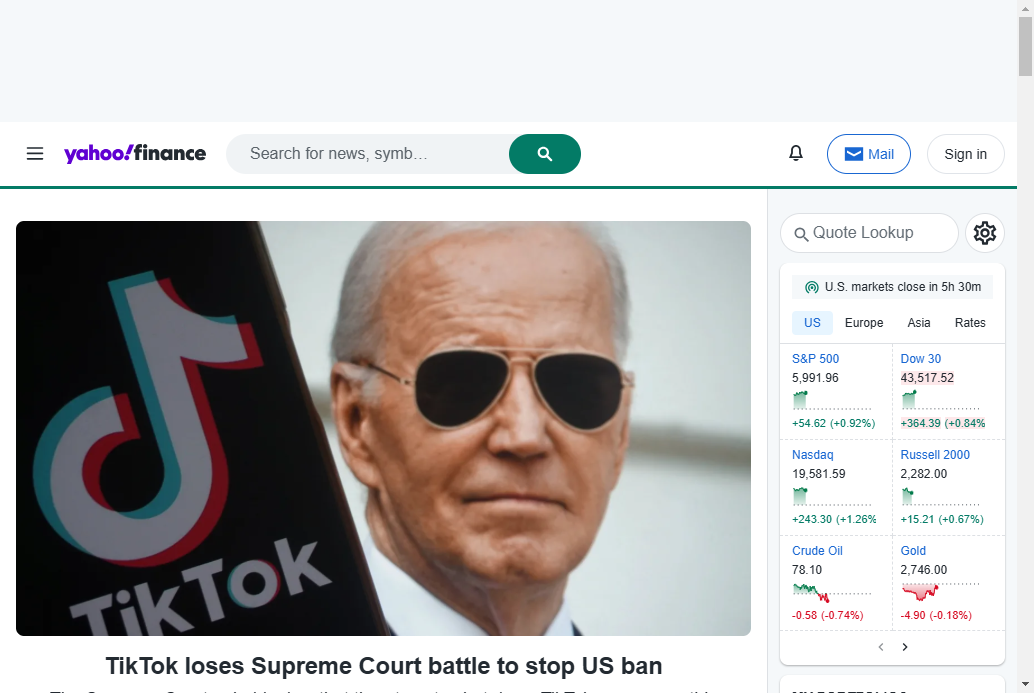 yahoo!finance
Search for news, symb...
Mail
Sign in
TikTok
TikTok loses Supreme Court battle to stop US ban
Quote Lookup
U.S. markets close in 5h 30m
US Europe Asia Rates
S&P 500 Dow 30
5,991.96 43,517.52
+54.62 (+0.92%) +364.39 (+0.84%
Nasdaq Russell 2000
19,581.59 2,282.00
+243.30 (+1.26% +15.21 (+0.67%)
Crude Oil Gold
78.10 2,746.00
-0.58 (-0.74%) -4.90 (-0.18%)